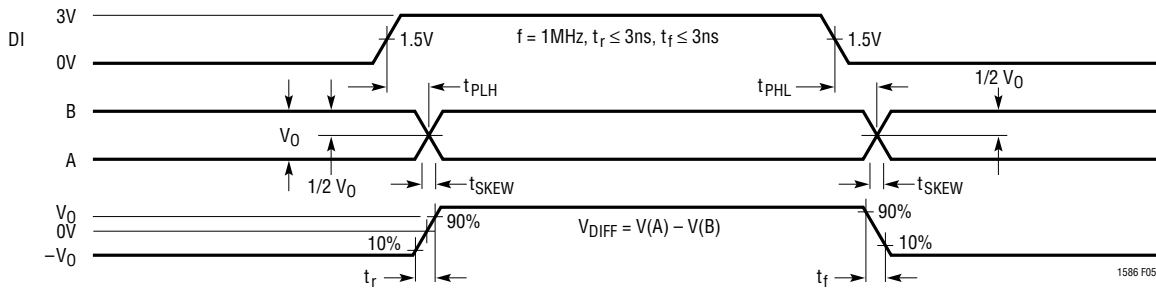 3V
DI
1.5V
f = 1MHz, tr ≤ 3ns, tf ≤ 3ns
1.5V
0V
tPLH
tPHL
1/2 VO
B
VO
A
1/2 VO
tSKEW
tSKEW
VO
90%
VDIFF = V(A) – V(B)
90%
0V
10%
10%
–VO
tr
tf
1586 F05